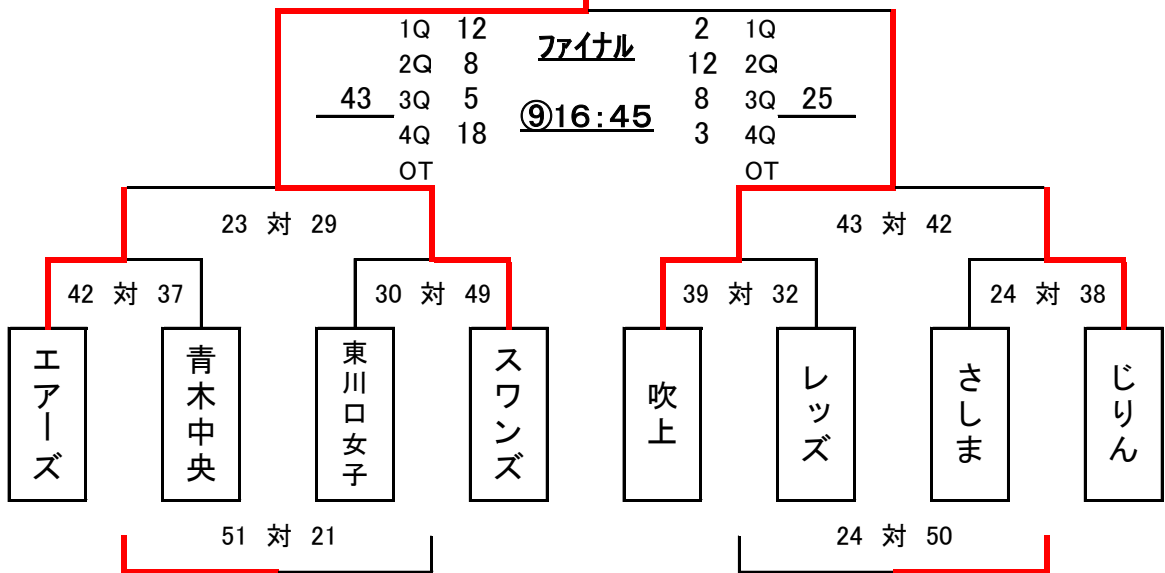 1Q 12 ファイナル 2 1Q
2Q 8 12 2Q
43 3Q 5 ⑨16:45 8 3Q 25
4Q 18 3 4Q
OT OT
23 対 29 43 対 42
42 対 37 30 対 49 39 対 32 24 対 38
エアーズ
青木中央
東川口女子
スワンズ
吹上
レッズ
さしま
じりん
51 対 21 24 対 50